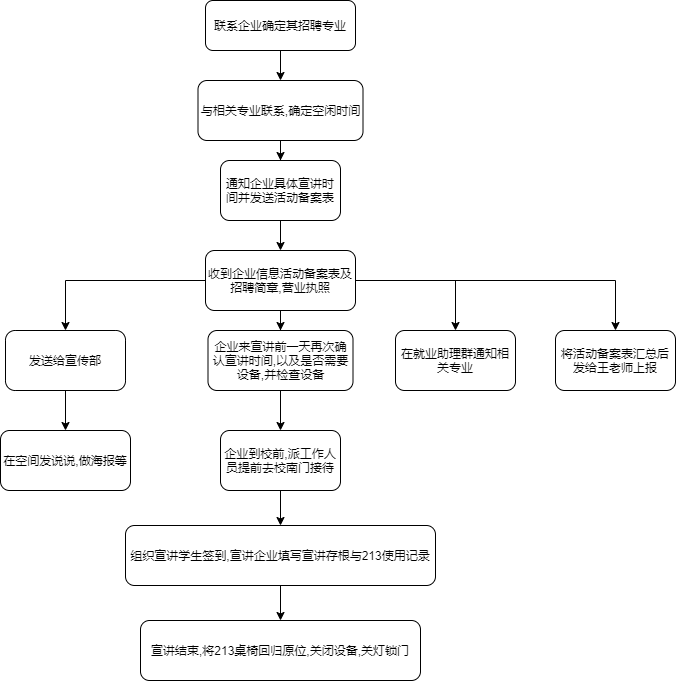 联系企业确定其招聘专业
与相关专业联系,确定空闲时间
通知企业具体宣讲时
间并发送活动备案表
收到企业信息活动备案表及
招聘简章,营业执照
发送给宣传部
企业来宣讲前一天再次确
认宣讲时间,以及是否需要
设备,并检查设备
在就业助理群通知相
关专业
将活动备案表汇总后
发给王老师上报
在空间发说说,做海报等
企业到校前,派工作人
员提前去校南门接待
组织宣讲学生签到,宣讲企业填写宣讲存根与213使用记录
宣讲结束,将213桌椅回归原位,关闭设备,关灯锁门